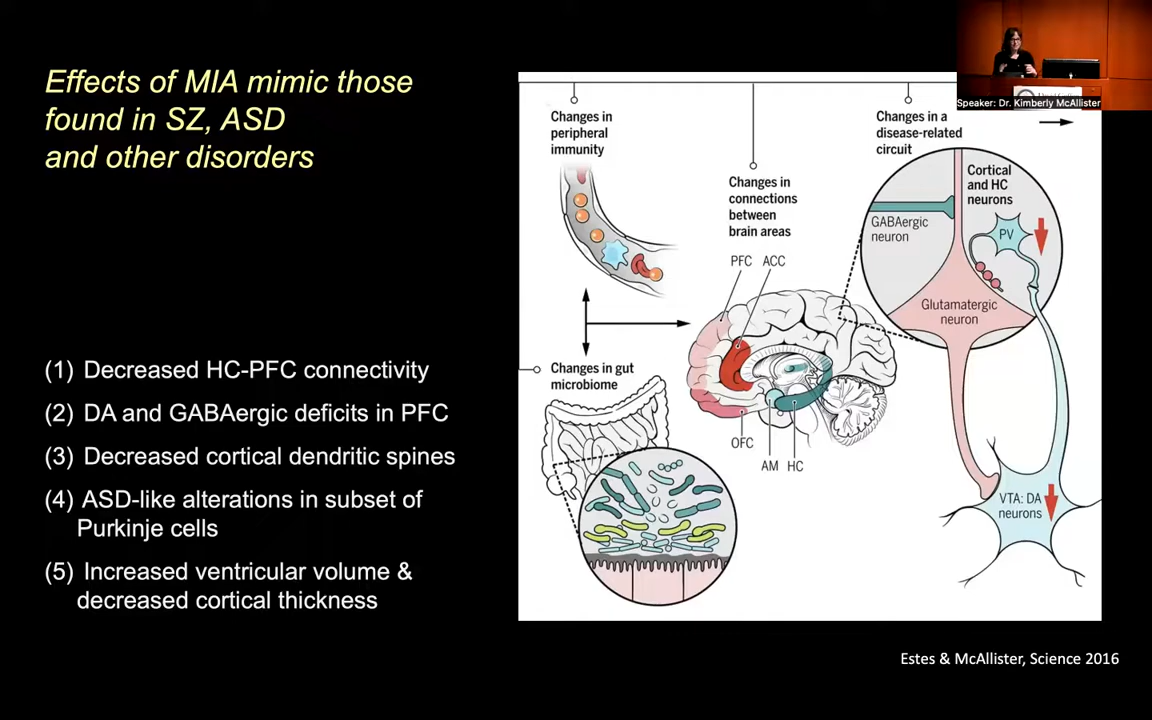 Effects of MIA mimic those
found in SZ, ASD
and other disorders
(1) Decreased HC-PFC connectivity
(2) DA and GABAergic deficits in PFC
(3) Decreased cortical dendritic spines
(4) ASD-like alterations in subset of
Purkinje cells
(5) Increased ventricular volume &
decreased cortical thickness
Speaker: Dr. Kimberly McAllister
Changes in
peripheral
immunity
Changes in
connections
between
brain areas
Changes in a
disease-related
circuit
Cortical
and HC
neurons
GABAergic
neuron
PV
Glutamatergic
neuron
PFC ACC
Changes in gut
microbiome
OFC
AM HC
VTA: DA
neurons
Estes & McAllister, Science 2016